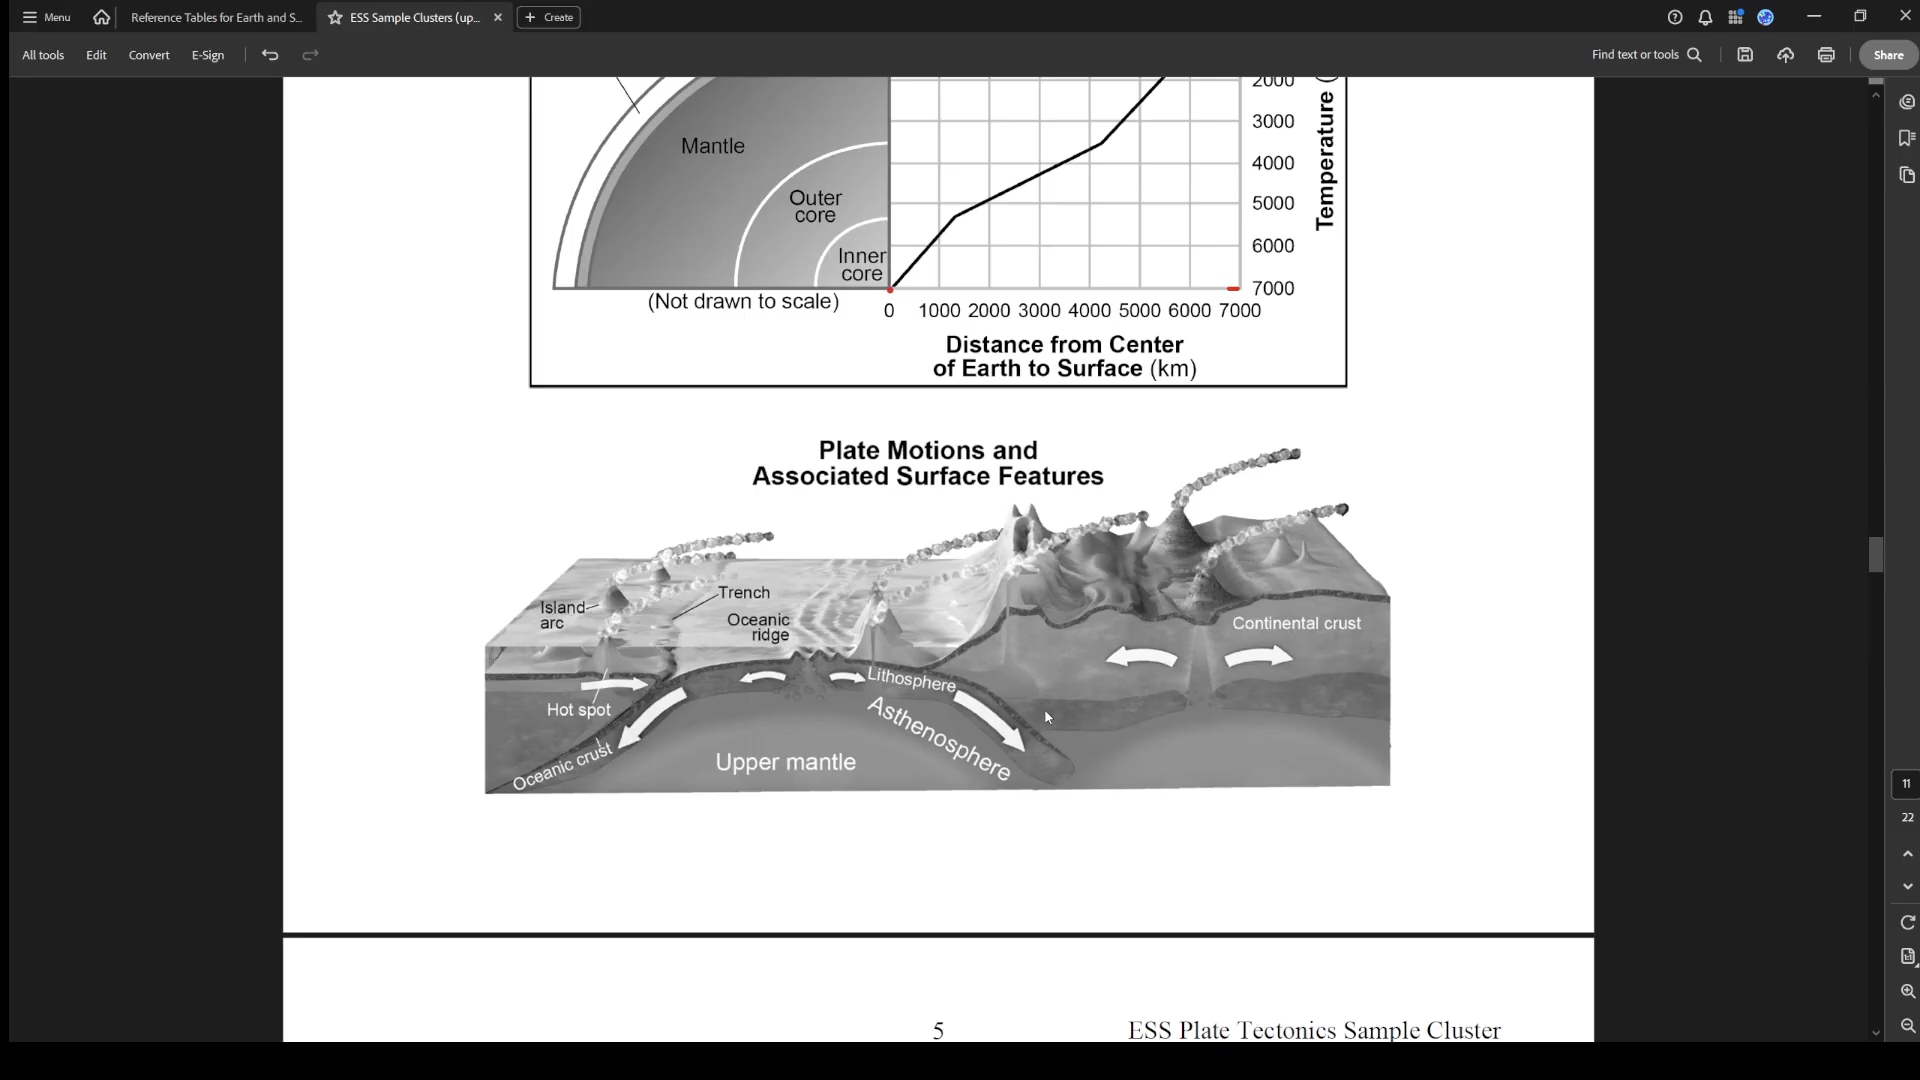 Menu
Reference Tables for Earth and S...
ESS Sample Clusters (up...
Create
All tools
Edit
Convert
E-Sign
Find text or tools
Share
Mantle
Outer
core
Inner
core
(Not drawn to scale)
2000
3000
4000
5000
6000
7000
Temperature (
0 1000 2000 3000 4000 5000 6000 7000
Distance from Center
of Earth to Surface (km)
Plate Motions and
Associated Surface Features
Island
arc
Trench
Oceanic
ridge
Continental crust
Lithosphere
Hot spot
Asthenosphere
Oceanic crust
Upper mantle
11
22
5
ESS Plate Tectonics Sample Cluster